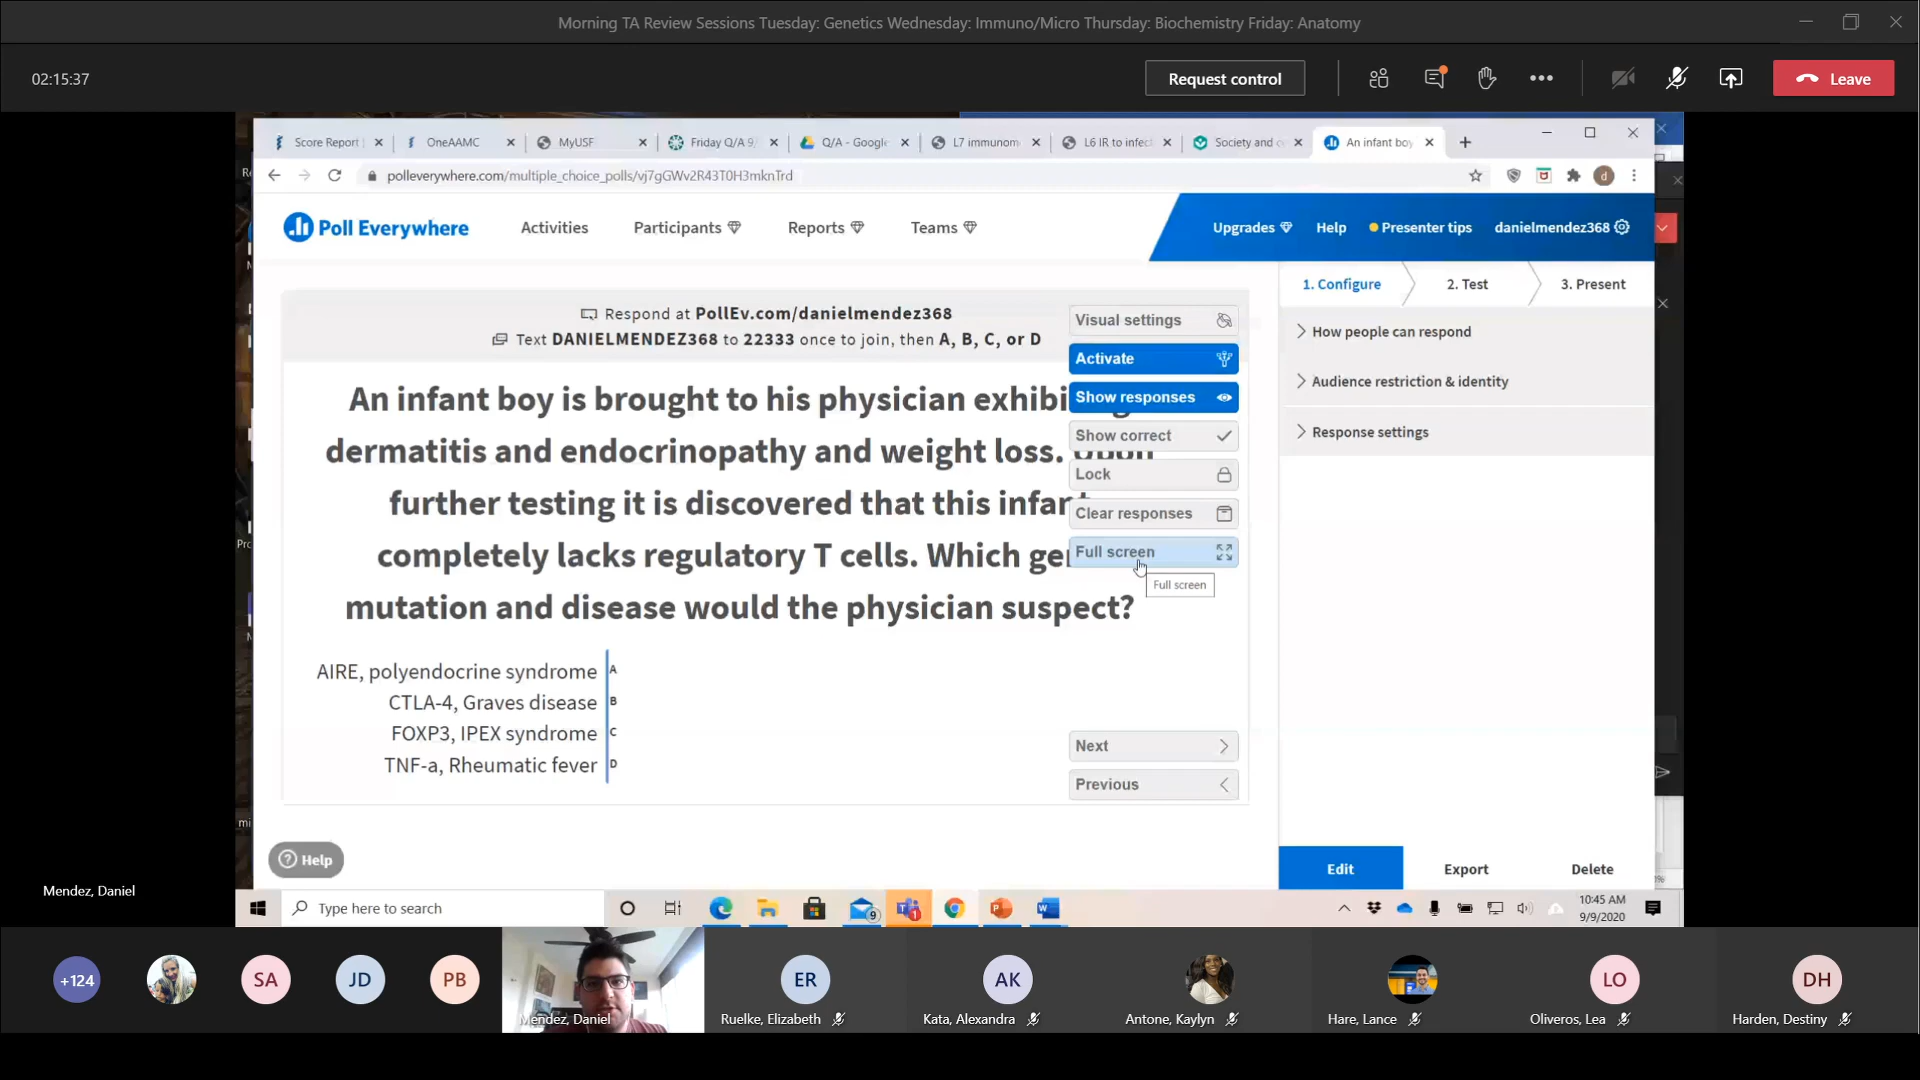 Morning TA Review Sessions Tuesday: Genetics Wednesday: Immuno/Micro Thursday: Biochemistry Friday: Anatomy
02:15:37
Request control
Leave
Score Report
OneAAMC
MyUSF
Friday Q/A 9/
Q/A - Google
L7 immunom
L6 IR to infect
Society and c
An infant boy
polleverywhere.com/multiple_choice_polls/vj7gGWv2R43T0H3mknTrd
Poll Everywhere
Activities
Participants
Reports
Teams
Upgrades
Help
Presenter tips
danielmendez368
1. Configure
2. Test
3. Present
Respond at PollEv.com/danielmendez368
Text DANIELMENDEZ368 to 22333 once to join, then A, B, C, or D
Visual settings
Activate
Show responses
Show correct
Lock
Clear responses
Full screen
Full screen
How people can respond
Audience restriction & identity
Response settings
An infant boy is brought to his physician exhibi g
dermatitis and endocrinopathy and weight loss. Upon
further testing it is discovered that this infant
completely lacks regulatory T cells. Which ge
mutation and disease would the physician suspect?
AIRE, polyendocrine syndrome A
CTLA-4, Graves disease B
FOXP3, IPEX syndrome C
TNF-a, Rheumatic fever D
Next
Previous
Help
Edit
Export
Delete
Mendez, Daniel
Type here to search
9
1
10:45 AM
9/9/2020
+124
SA
JD
PB
Mendez, Daniel
ER
Ruelke, Elizabeth
AK
Kata, Alexandra
Antone, Kaylyn
Hare, Lance
LO
Oliveros, Lea
DH
Harden, Destiny